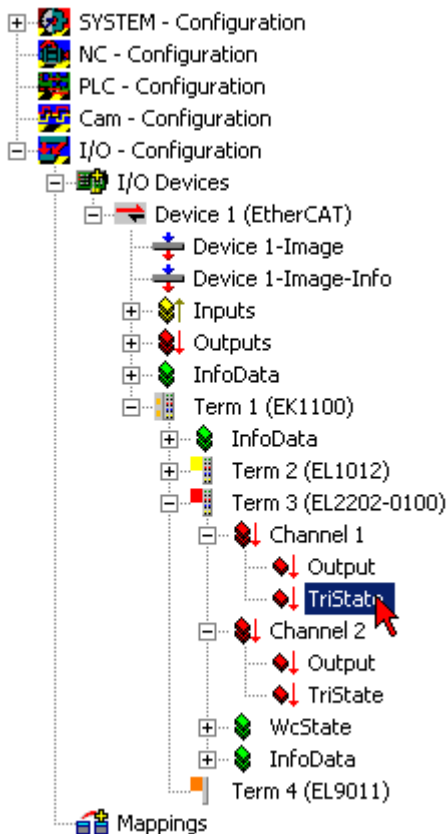 SYSTEM - Configuration
NC - Configuration
PLC - Configuration
Cam - Configuration
I/O - Configuration
I/O Devices
Device 1 (EtherCAT)
Device 1-Image
Device 1-Image-Info
Inputs
Outputs
InfoData
Term 1 (EK1100)
InfoData
Term 2 (EL1012)
Term 3 (EL2202-0100)
Channel 1
Output
TriState
Channel 2
Output
TriState
WcState
InfoData
Term 4 (EL9011)
Mappings